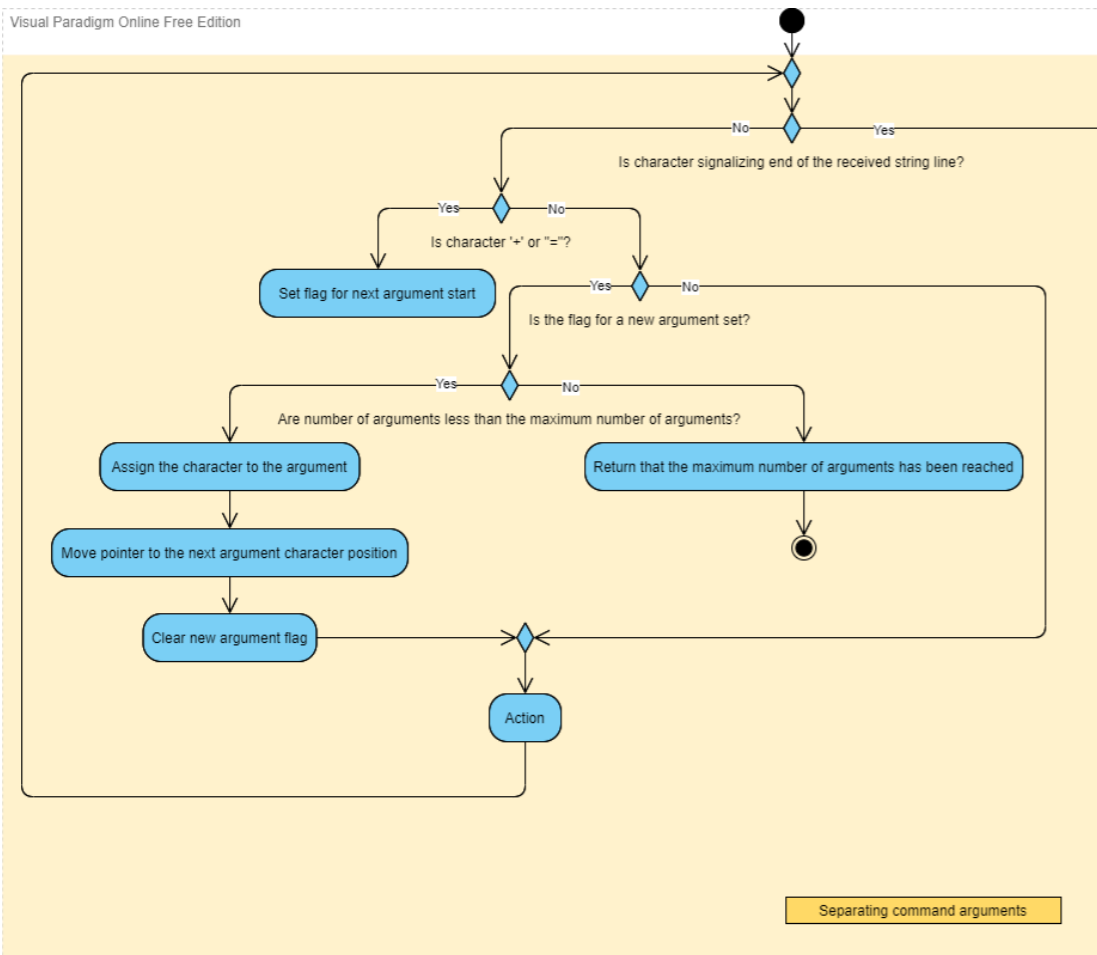 Visual Paradigm Online Free Edition
No
Yes
Is character signalizing end of the received string line?
Yes
No
Is character '+' or "="?
Set flag for next argument start
Yes
No
Is the flag for a new argument set?
Yes
No
Are number of arguments less than the maximum number of arguments?
Assign the character to the argument
Return that the maximum number of arguments has been reached
Move pointer to the next argument character position
Clear new argument flag
Action
Separating command arguments